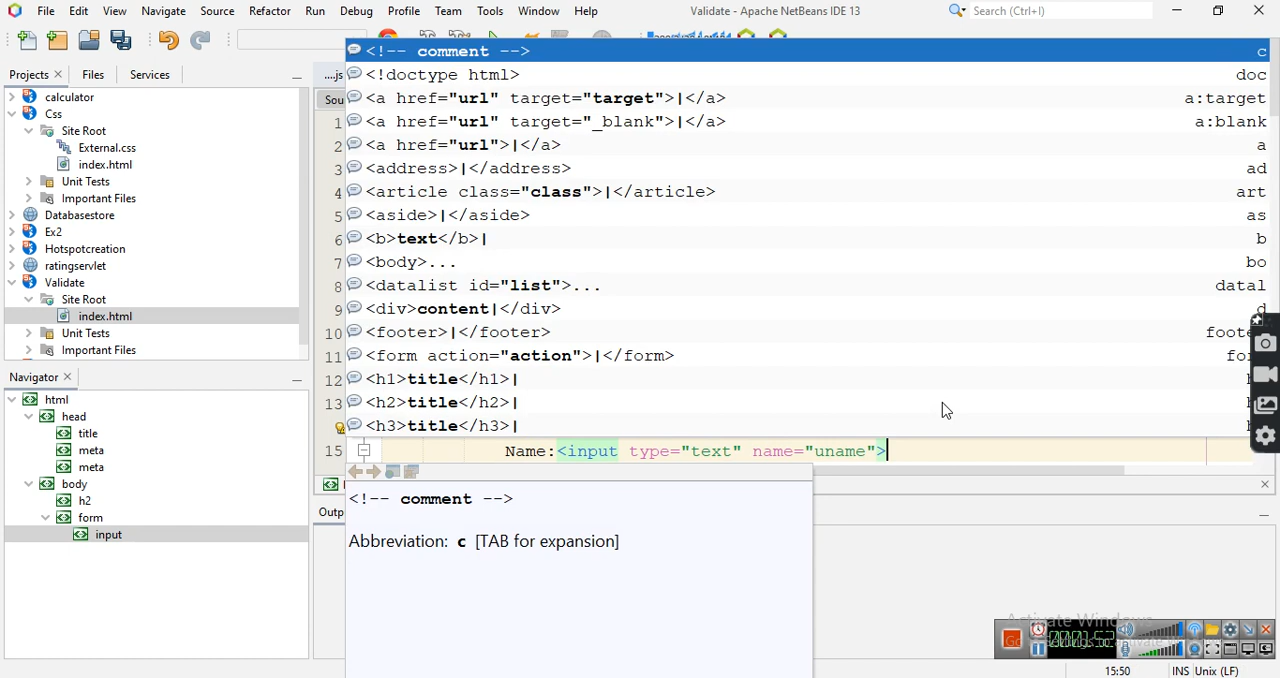 File Edit View Navigate Source Refactor Run Debug Profile Team Tools Window Help Validate - Apache NetBeans IDE 13 Search (Ctrl+I)
Projects Files Services
....js
Sou
calculator
Css
Site Root
External.css
index.html
Unit Tests
Important Files
Databasestore
Ex2
Hotspotcreation
ratingservlet
Validate
Site Root
index.html
Unit Tests
Important Files
Navigator
html
head
title
meta
meta
body
h2
form
input
<!-- comment --> c
1 <!doctype html> doc
2 <a href="url" target="target">|</a> a:target
<a href="url" target="_blank">|</a> a:blank
<a href="url">|</a> a
3 <address>|</address> ad
4 <article class="class">|</article> art
5 <aside>|</aside> as
6 <b>text</b>| b
7 <body>... bo
8 <datalist id="list">... datal
9 <div>content|</div> d
10 <footer>|</footer> foote
11 <form action="action">|</form> for
12 <h1>title</h1>| h
13 <h2>title</h2>| h
<h3>title</h3>| h
15 Name:<input type="text" name="uname">
Outp
<!-- comment -->
Abbreviation: c [TAB for expansion]
Activate Windows
15:50 INS Unix (LF)